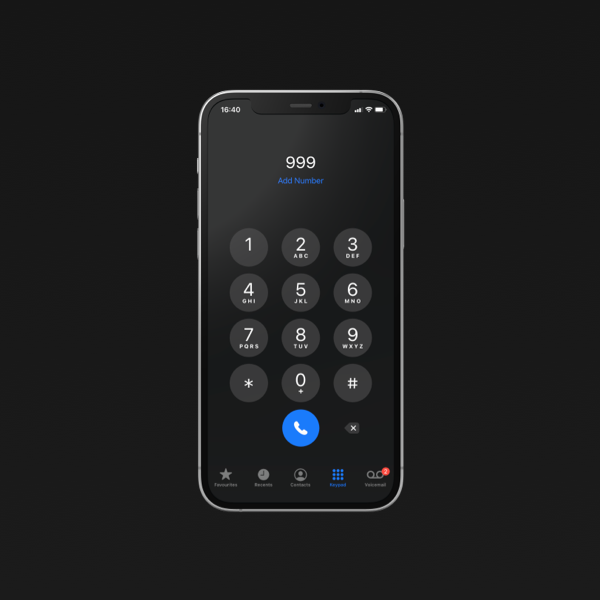 16:40
999
Add Number
1
2
ABC
3
DEF
4
GHI
5
JKL
6
MNO
7
PQRS
8
TUV
9
WXYZ
*
0
+
#
2
Favourites
Recents
Contacts
Keypad
Voicemail